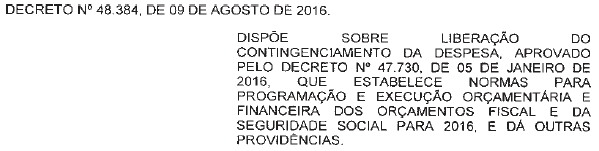 DECRETO Nº 48.384, DE 09 DE AGOSTO DE 2016.
DISPÕE SOBRE LIBERAÇÃO DO
CONTINGENCIAMENTO DA DESPESA, APROVADO
PELO DECRETO Nº 47.730, DE 05 DE JANEIRO DE
2016, QUE ESTABELECE NORMAS PARA
PROGRAMAÇÃO E EXECUÇÃO ORÇAMENTÁRIA E
FINANCEIRA DOS ORÇAMENTOS FISCAL E DA
SEGURIDADE SOCIAL PARA 2016, E DÁ OUTRAS
PROVIDÊNCIAS.